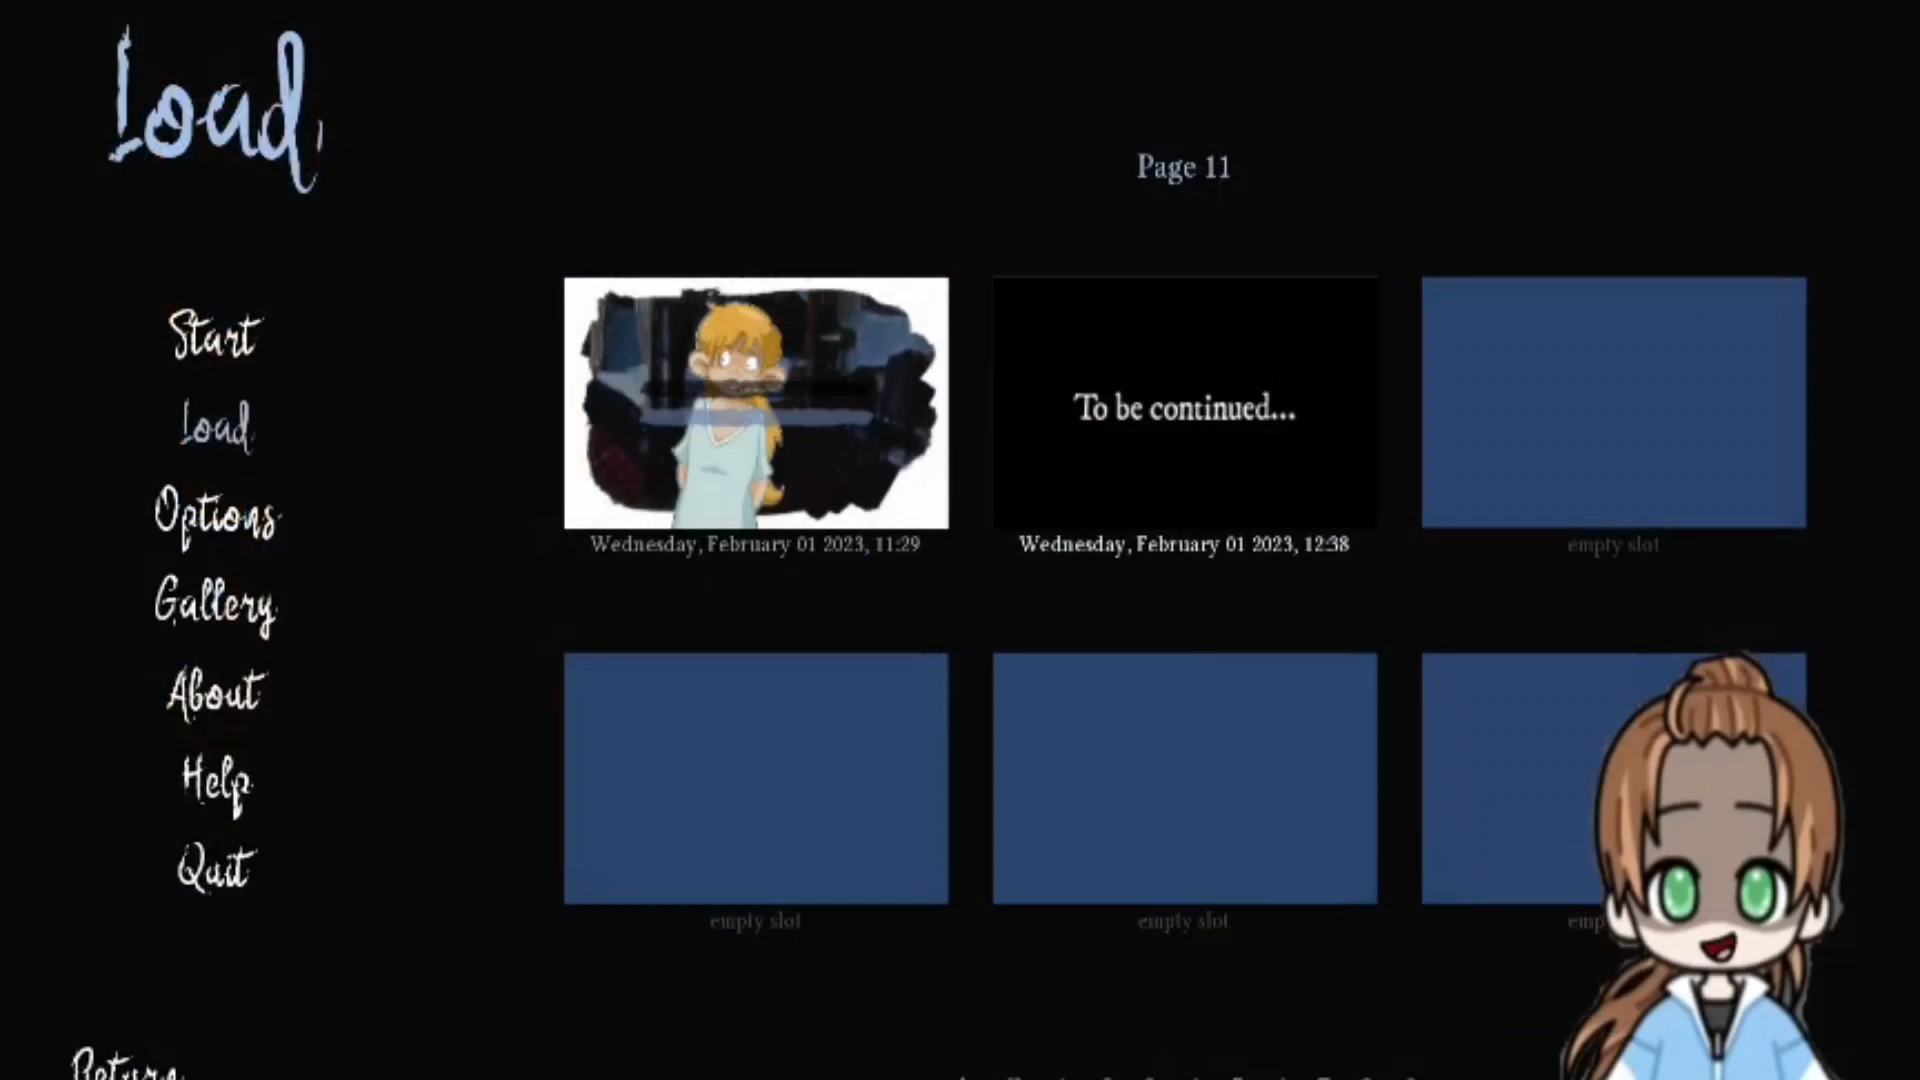 Load
Page 11
Start
Load
Options
Gallery
About
Help
Quit
To be continued...
Wednesday, February 01 2023, 11:29
Wednesday, February 01 2023, 12:38
empty slot
empty slot
empty slot
Return